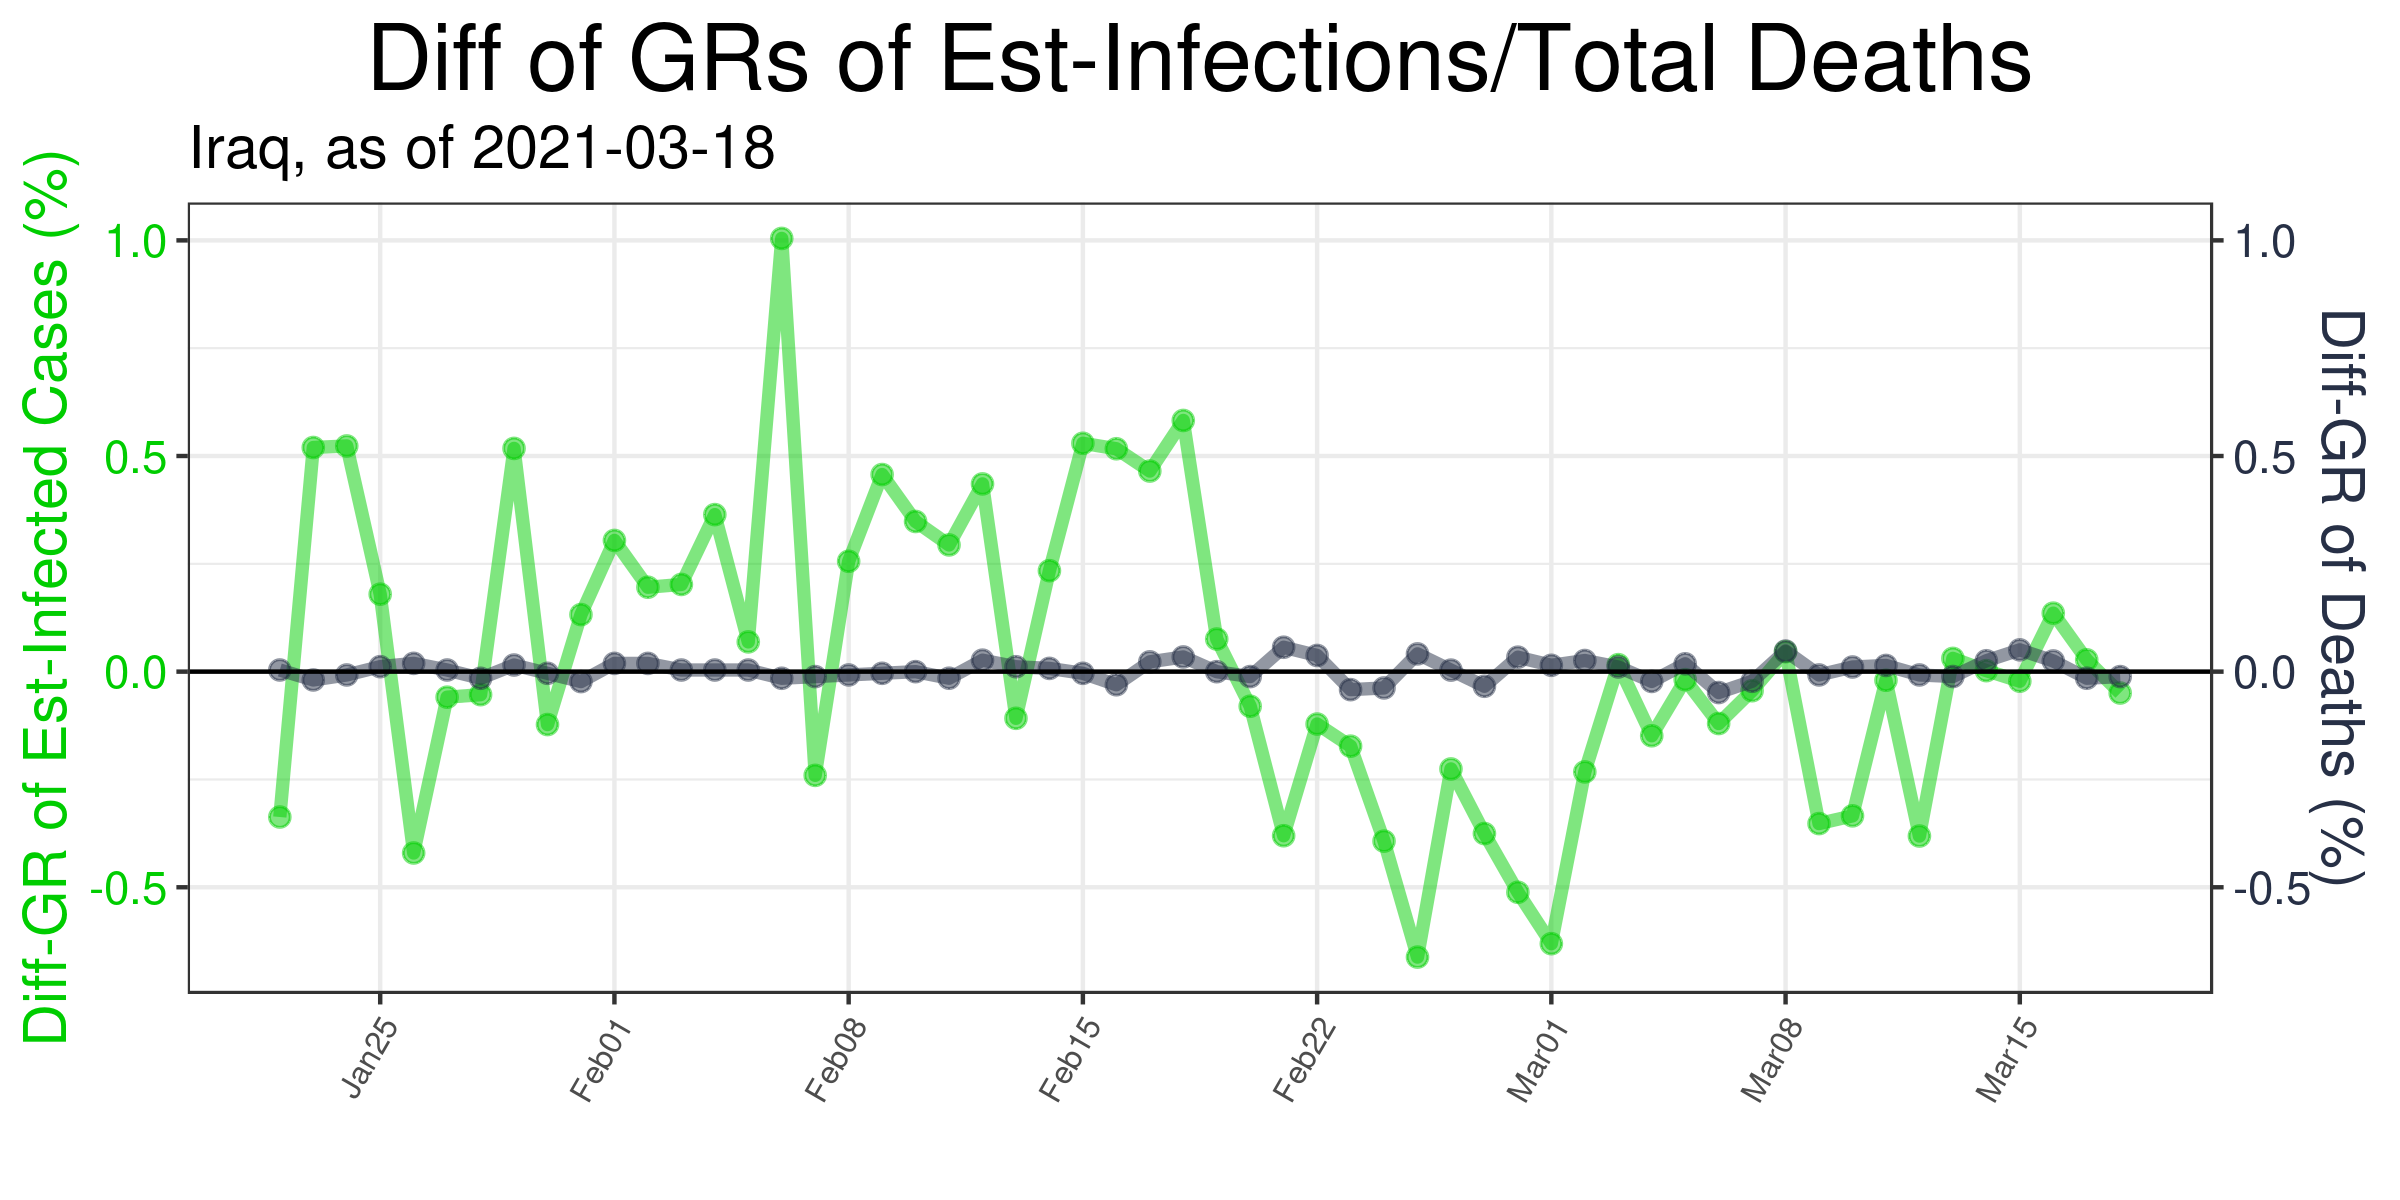 Diff of GRs of Est-Infections/Total Deaths
Iraq, as of 2021-03-18
Diff-GR of Est-Infected Cases (%)
1.0
0.5
0.0
-0.5
1.0
0.5
0.0
-0.5
Diff-GR of Deaths (%)
Jan25
Feb01
Feb08
Feb15
Feb22
Mar01
Mar08
Mar15